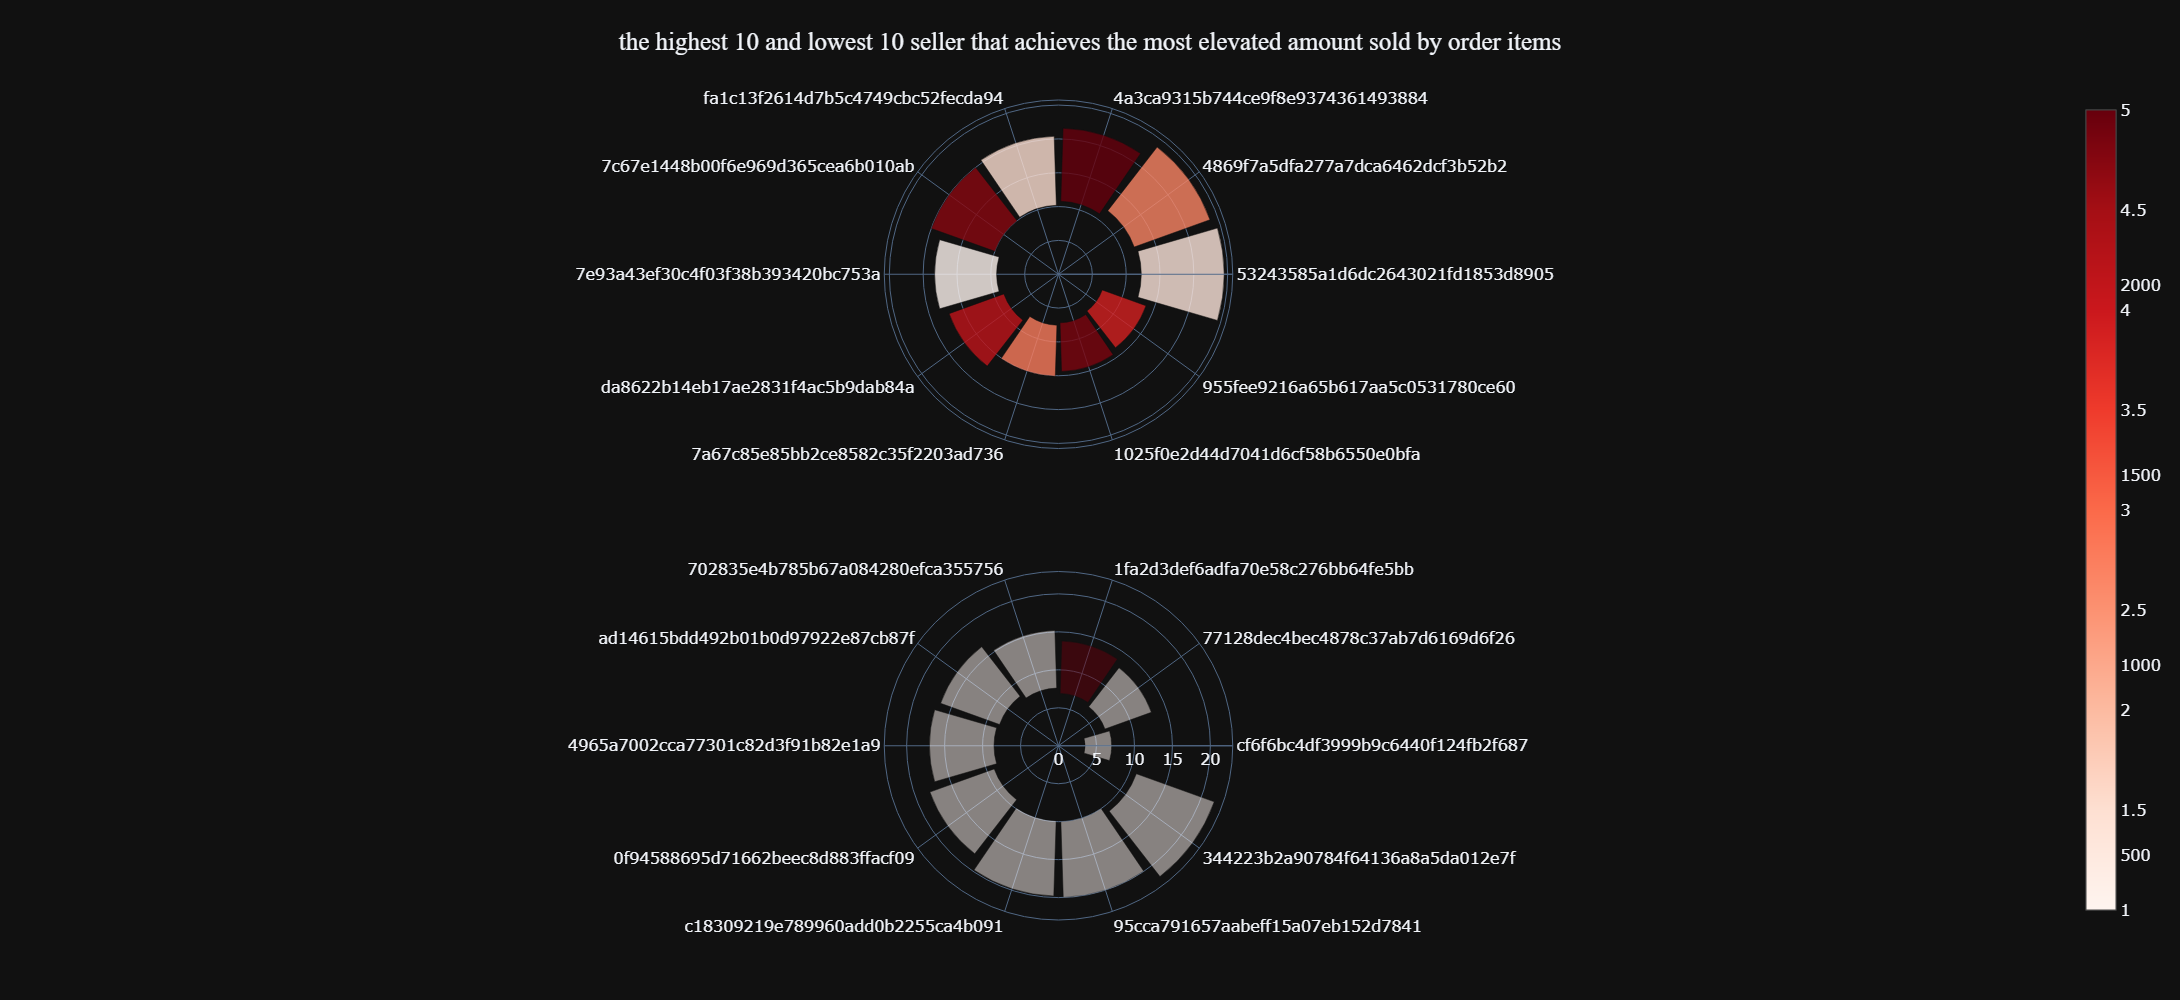 the highest 10 and lowest 10 seller that achieves the most elevated amount sold by order items
fa1c13f2614d7b5c4749cbc52fecda94
4a3ca9315b744ce9f8e9374361493884
7c67e1448b00f6e969d365cea6b010ab
4869f7a5dfa277a7dca6462dcf3b52b2
7e93a43ef30c4f03f38b393420bc753a
53243585a1d6dc2643021fd1853d8905
da8622b14eb17ae2831f4ac5b9dab84a
955fee9216a65b617aa5c0531780ce60
7a67c85e85bb2ce8582c35f2203ad736
1025f0e2d44d7041d6cf58b6550e0bfa
702835e4b785b67a084280efca355756
1fa2d3def6adfa70e58c276bb64fe5bb
ad14615bdd492b01b0d97922e87cb87f
77128dec4bec4878c37ab7d6169d6f26
4965a7002cca77301c82d3f91b82e1a9
cf6f6bc4df3999b9c6440f124fb2f687
0 5 10 15 20
0f94588695d71662beec8d883ffacf09
344223b2a90784f64136a8a5da012e7f
c18309219e789960add0b2255ca4b091
95cca791657aabeff15a07eb152d7841
5
4.5
2000
4
3.5
1500
3
2.5
1000
2
1.5
500
1